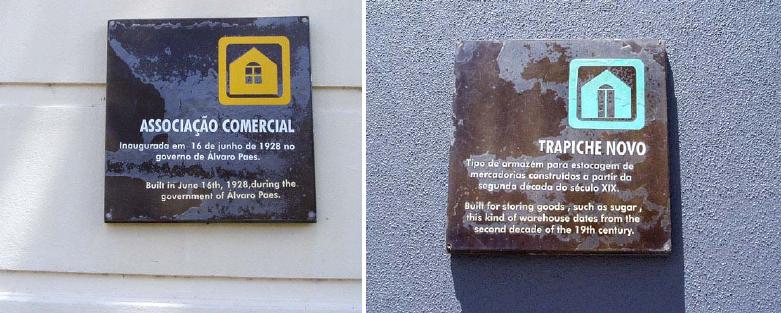 ASSOCIAÇÃO COMERCIAL
Inaugurada em 16 de junho de 1928 no
governo de Álvaro Paes.
Built in June 16th, 1928,during the
government of Álvaro Paes.
TRAPICHE NOVO
Tipo de armazém para estocagem de
mercadorias construídos a partir da
segunda década do século XIX.
Built for storing goods , such as sugar ,
this kind of warehouse dates from the
second decade of the 19th century.